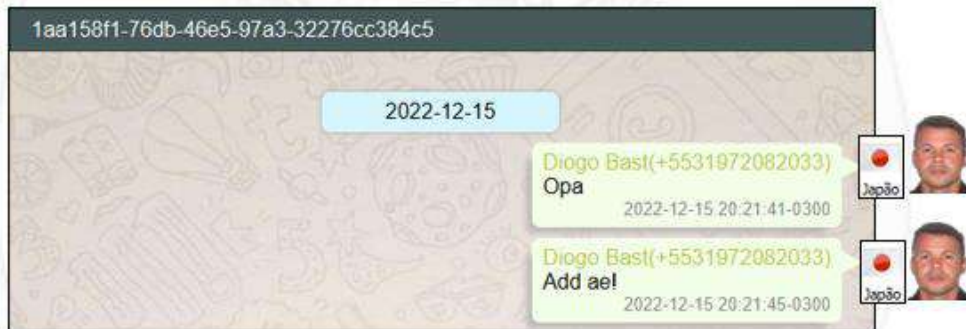 1aa158f1-76db-46e5-97a3-32276cc384c5
2022-12-15
Diogo Bast(+5531972082033)
Opa
2022-12-15 20:21:41-0300
Japão
Diogo Bast(+5531972082033)
Add ae!
2022-12-15 20:21:45-0300
Japão